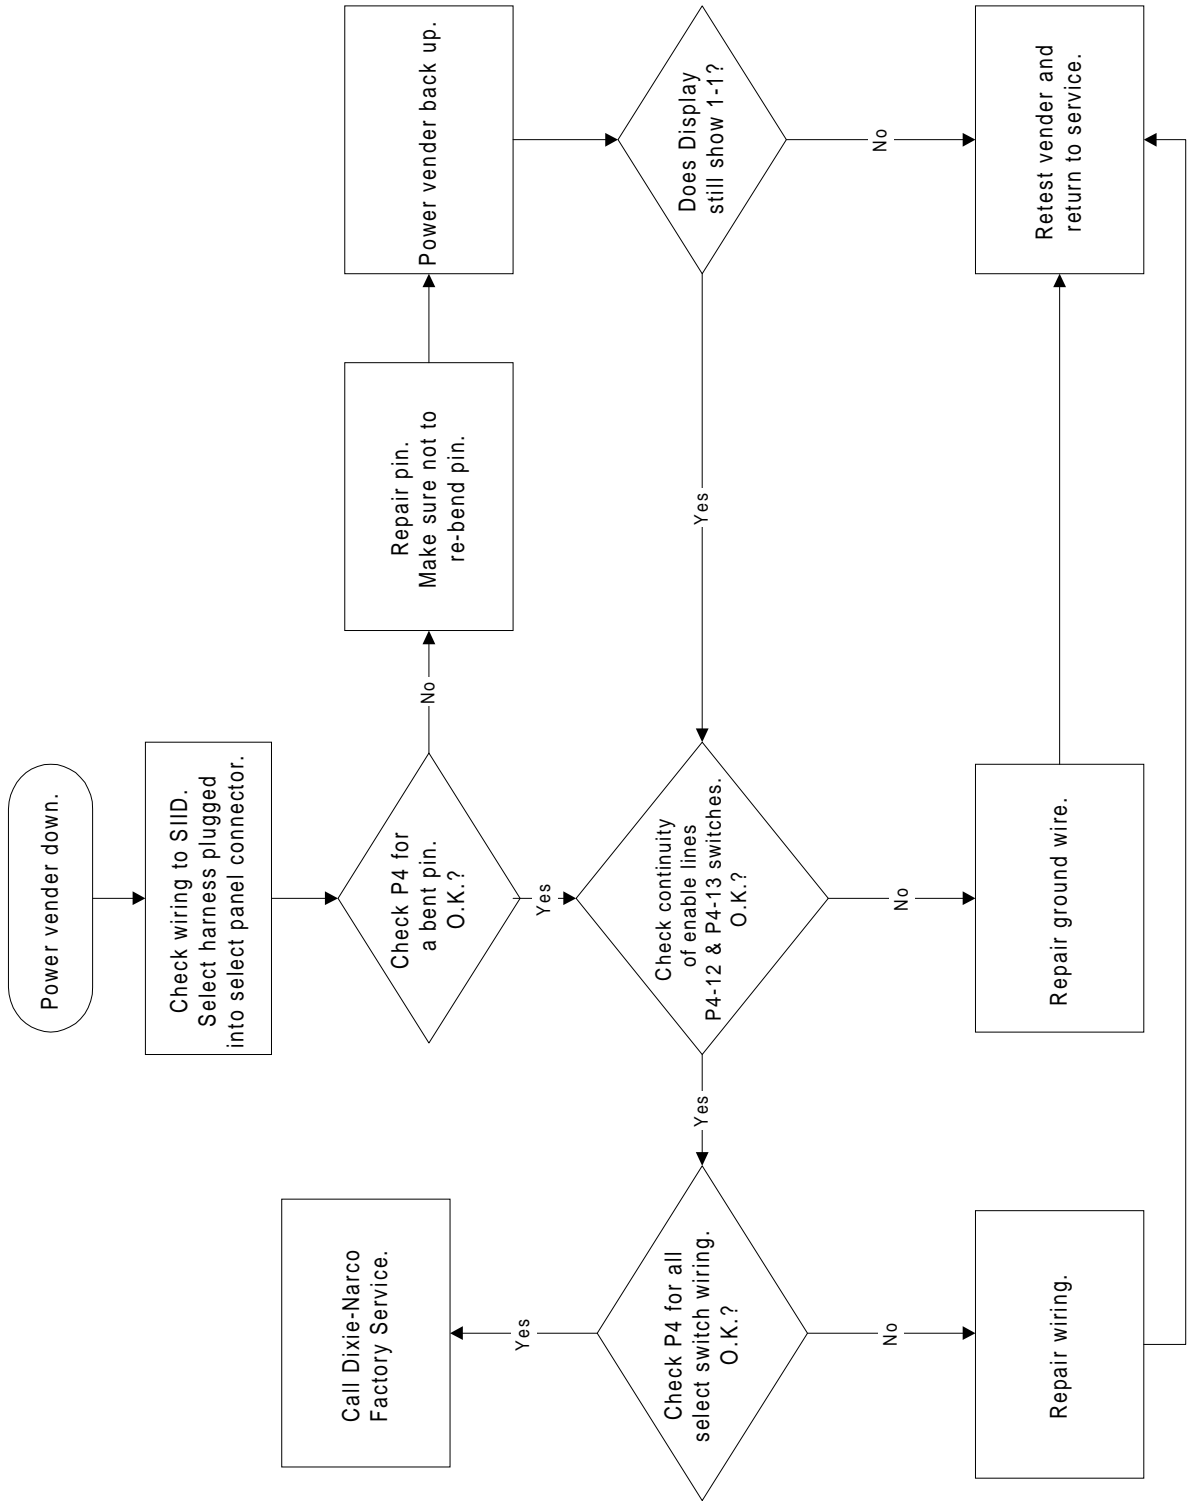 Power vender down.
Check wiring to SIID.
Select harness plugged
into select panel connector.
Check P4 for
a bent pin.
O.K.?
No
Repair pin.
Make sure not to
re-bend pin.
Power vender back up.
Does Display
still show 1-1?
No
Retest vender and
return to service.
Yes
Yes
Check continuity
of enable lines
P4-12 & P4-13 switches.
O.K.?
No
Repair ground wire.
Yes
Check P4 for all
select switch wiring.
O.K.?
Yes
Call Dixie-Narco
Factory Service.
No
Repair wiring.